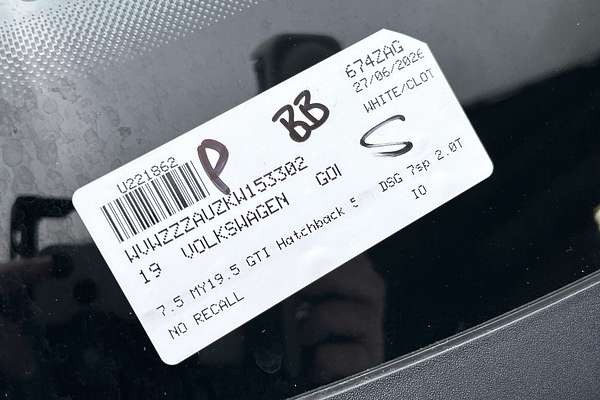 674ZAG
27/06/2026
WHITE/CLOT
BB
S
U221862
P
WVWZZZAUZKW153302
19 VOLKSWAGEN GOl
7.5 MY19.5 GTI Hatchback 5 DSG 7sp 2.0T
NO RECALL IO